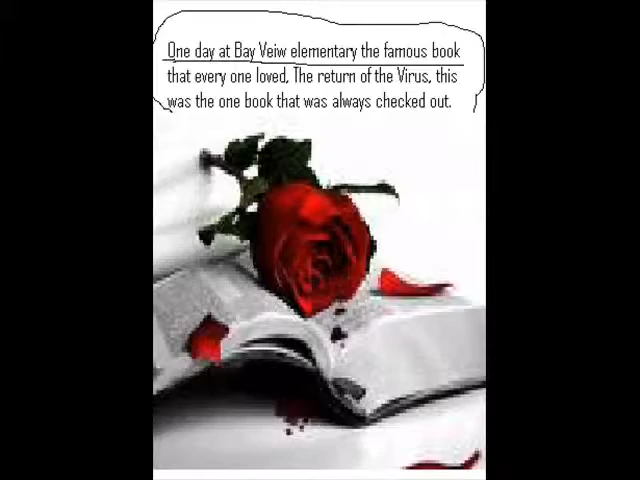 One day at Bay Veiw elementary the famous book
that every one loved, The return of the Virus, this
was the one book that was always checked out.